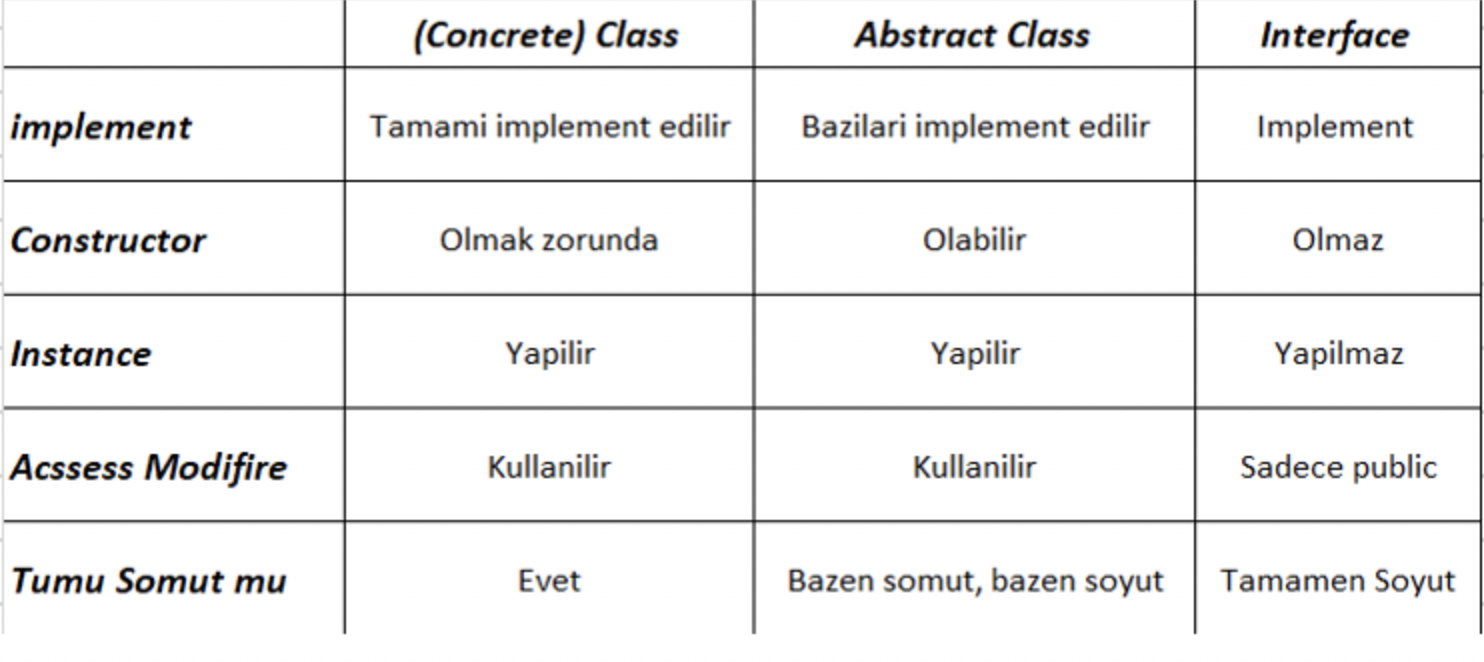 (Concrete) Class Abstract Class Interface
implement Tamami implement edilir Bazilari implement edilir Implement
Constructor Olmak zorunda Olabilir Olmaz
Instance Yapilir Yapilir Yapilmaz
Acssess Modifire Kullanilir Kullanilir Sadece public
Tumu Somut mu Evet Bazen somut, bazen soyut Tamamen Soyut